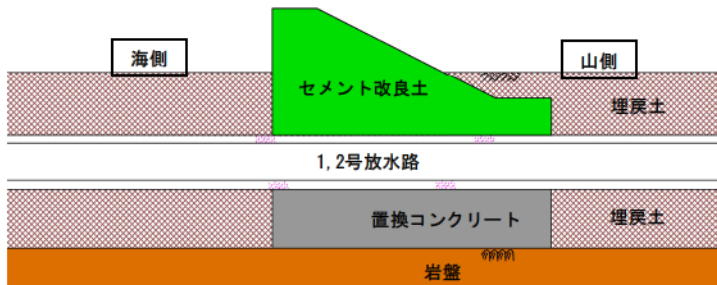 海側
山側
セメント改良土
埋戻土
1,2号放水路
置換コンクリート
埋戻土
岩盤